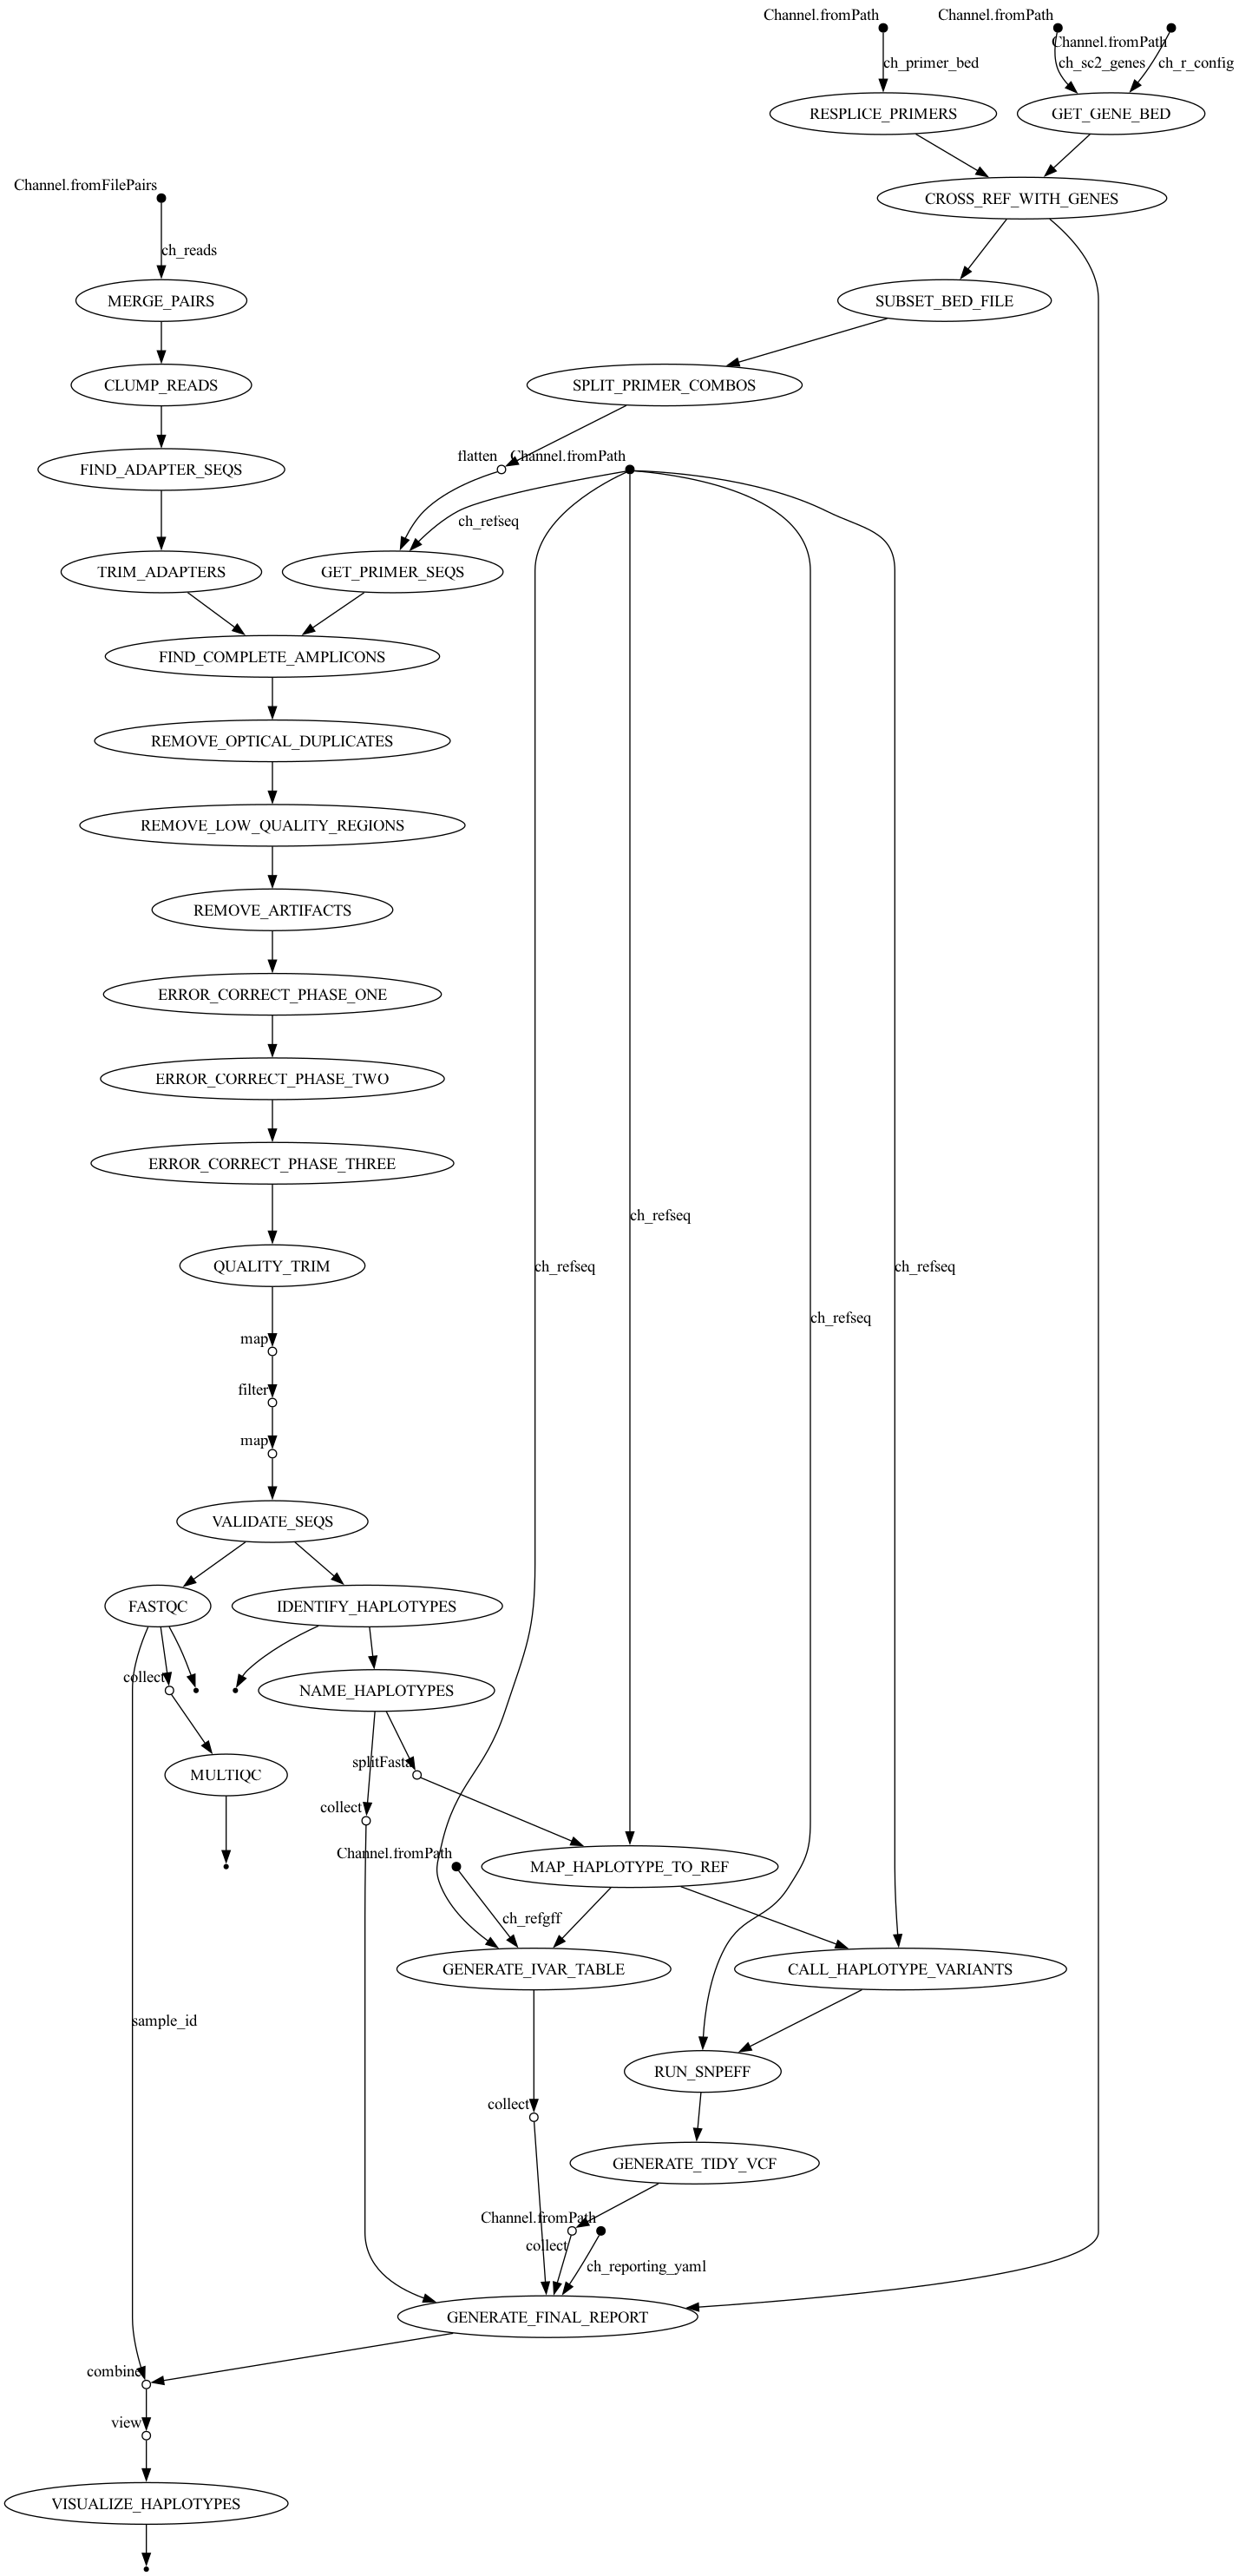 Channel.fromPath
Channel.fromPath
Channel.fromPath
ch_primer_bed
ch_sc2_genes
ch_r_config
RESPLICE_PRIMERS
GET_GENE_BED
Channel.fromFilePairs
CROSS_REF_WITH_GENES
ch_reads
MERGE_PAIRS
SUBSET_BED_FILE
CLUMP_READS
SPLIT_PRIMER_COMBOS
flatten
Channel.fromPath
FIND_ADAPTER_SEQS
ch_refseq
TRIM_ADAPTERS
GET_PRIMER_SEQS
FIND_COMPLETE_AMPLICONS
REMOVE_OPTICAL_DUPLICATES
REMOVE_LOW_QUALITY_REGIONS
REMOVE_ARTIFACTS
ERROR_CORRECT_PHASE_ONE
ERROR_CORRECT_PHASE_TWO
ERROR_CORRECT_PHASE_THREE
ch_refseq
QUALITY_TRIM
ch_refseq
ch_refseq
ch_refseq
map
filter
map
VALIDATE_SEQS
FASTQC
IDENTIFY_HAPLOTYPES
collect
NAME_HAPLOTYPES
splitFasta
MULTIQC
collect
Channel.fromPath
MAP_HAPLOTYPE_TO_REF
ch_refgff
GENERATE_IVAR_TABLE
CALL_HAPLOTYPE_VARIANTS
sample_id
RUN_SNPEFF
collect
GENERATE_TIDY_VCF
Channel.fromPath
collect
ch_reporting_yaml
GENERATE_FINAL_REPORT
combine
view
VISUALIZE_HAPLOTYPES